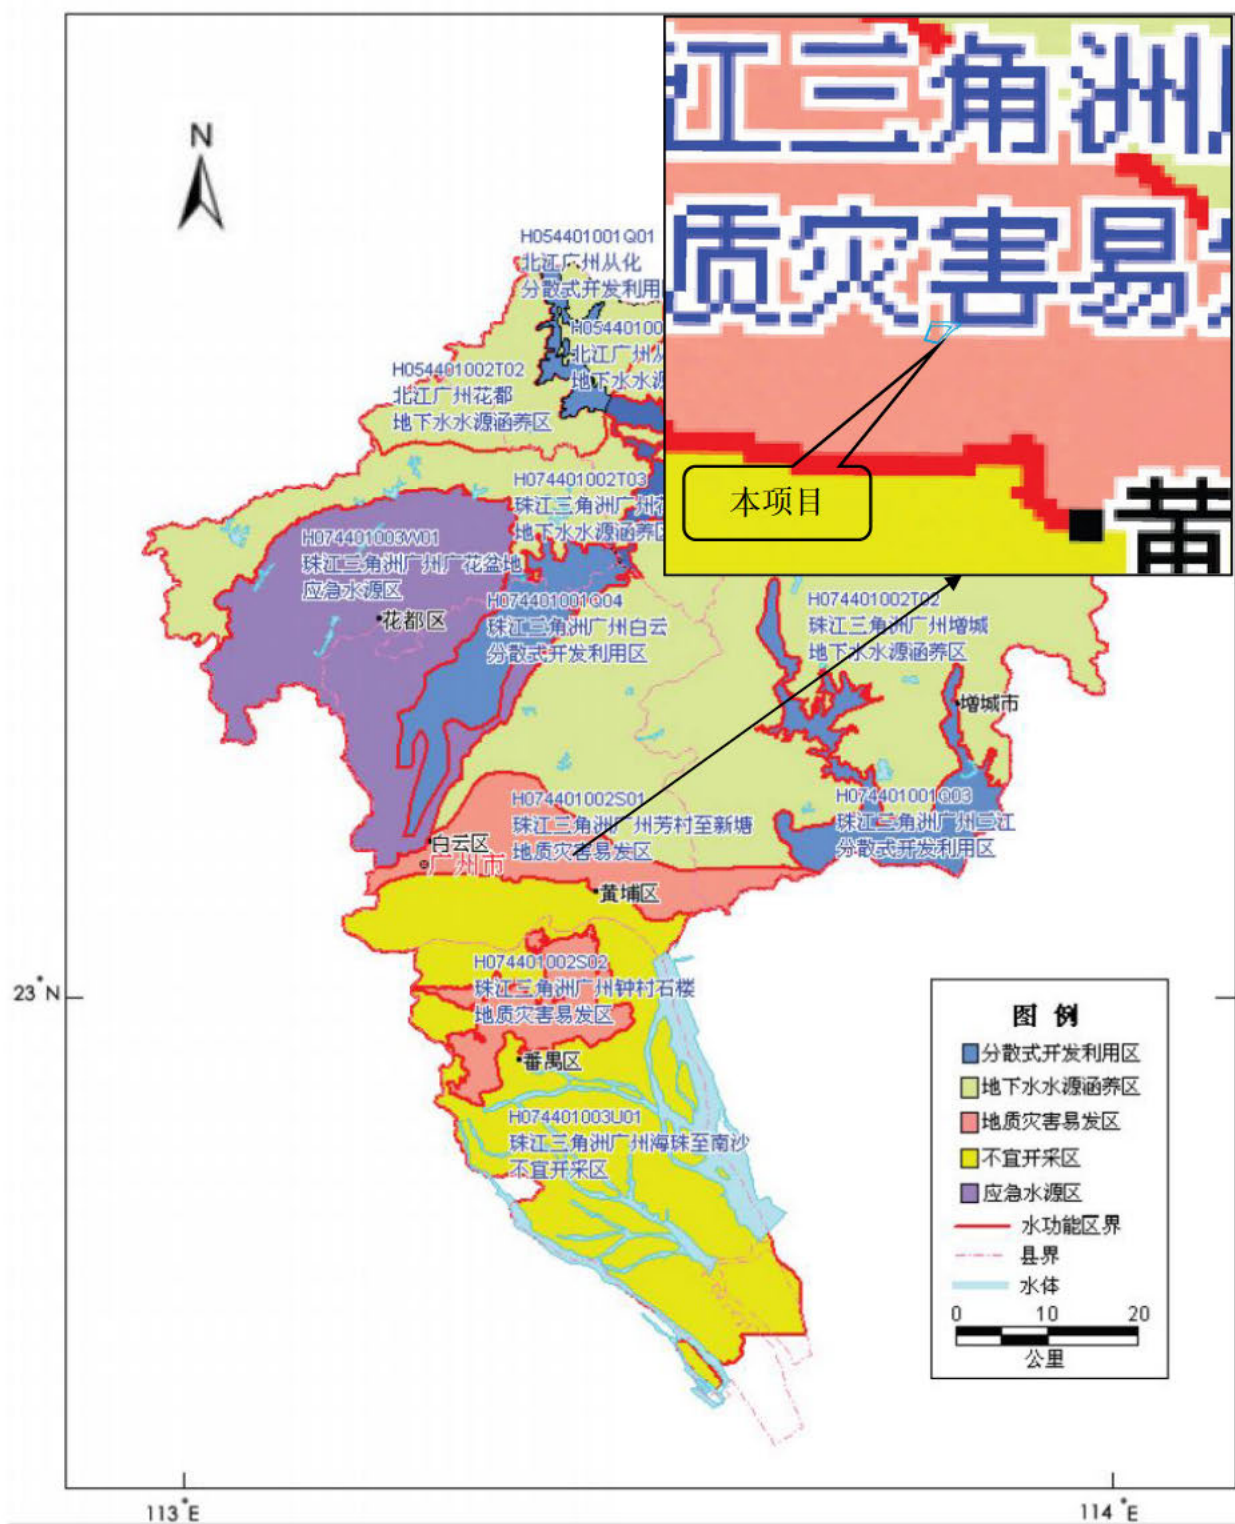 N
江三角洲
质灾害易
本项目
黄
H054401001Q01
北江广州从化
分散式开发利用
H05440100
北江广州从
地下水水源
H054401002T02
北江广州花都
地下水水源涵养区
H074401002T03
珠江三角洲广州花
地下水水源涵养区
H074401003W01
珠江三角洲广州广花盆地
应急水源区
花都区
H074401001Q04
珠江三角洲广州白云
分散式开发利用区
H074401002T02
珠江三角洲广州增城
地下水水源涵养区
增城市
H074401002S01
珠江三角洲广州芳村至新塘
地质灾害易发区
H074401001Q03
珠江三角洲广州三江
分散式开发利用区
白云区
广州市
黄埔区
H074401002S02
珠江三角洲广州钟村石楼
地质灾害易发区
番禺区
H074401003U01
珠江三角洲广州海珠至南沙
不宜开采区
23°N
图 例
分散式开发利用区
地下水水源涵养区
地质灾害易发区
不宜开采区
应急水源区
水功能区界
县界
水体
0 10 20
公里
113°E
114°E